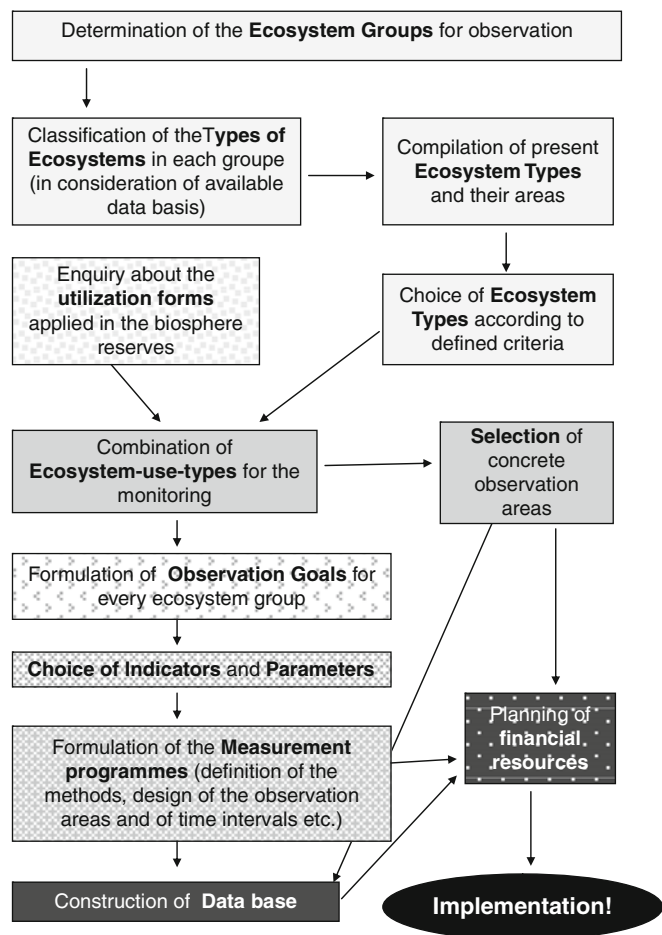 Determination of the Ecosystem Groups for observation
Classification of theTypes of
Ecosystems in each groupe
(in consideration of available
data basis)
Compilation of present
Ecosystem Types
and their areas
Enquiry about the
utilization forms
applied in the biosphere
reserves
Choice of Ecosystem
Types according to
defined criteria
Combination of
Ecosystem-use-types for the
monitoring
Selection of
concrete
observation
areas
Formulation of Observation Goals for
every ecosystem group
Choice of Indicators and Parameters
Formulation of the Measurement
programmes (definition of the
methods, design of the observation
areas and of time intervals etc.)
Planning of
financial
resources
Construction of Data base
Implementation!